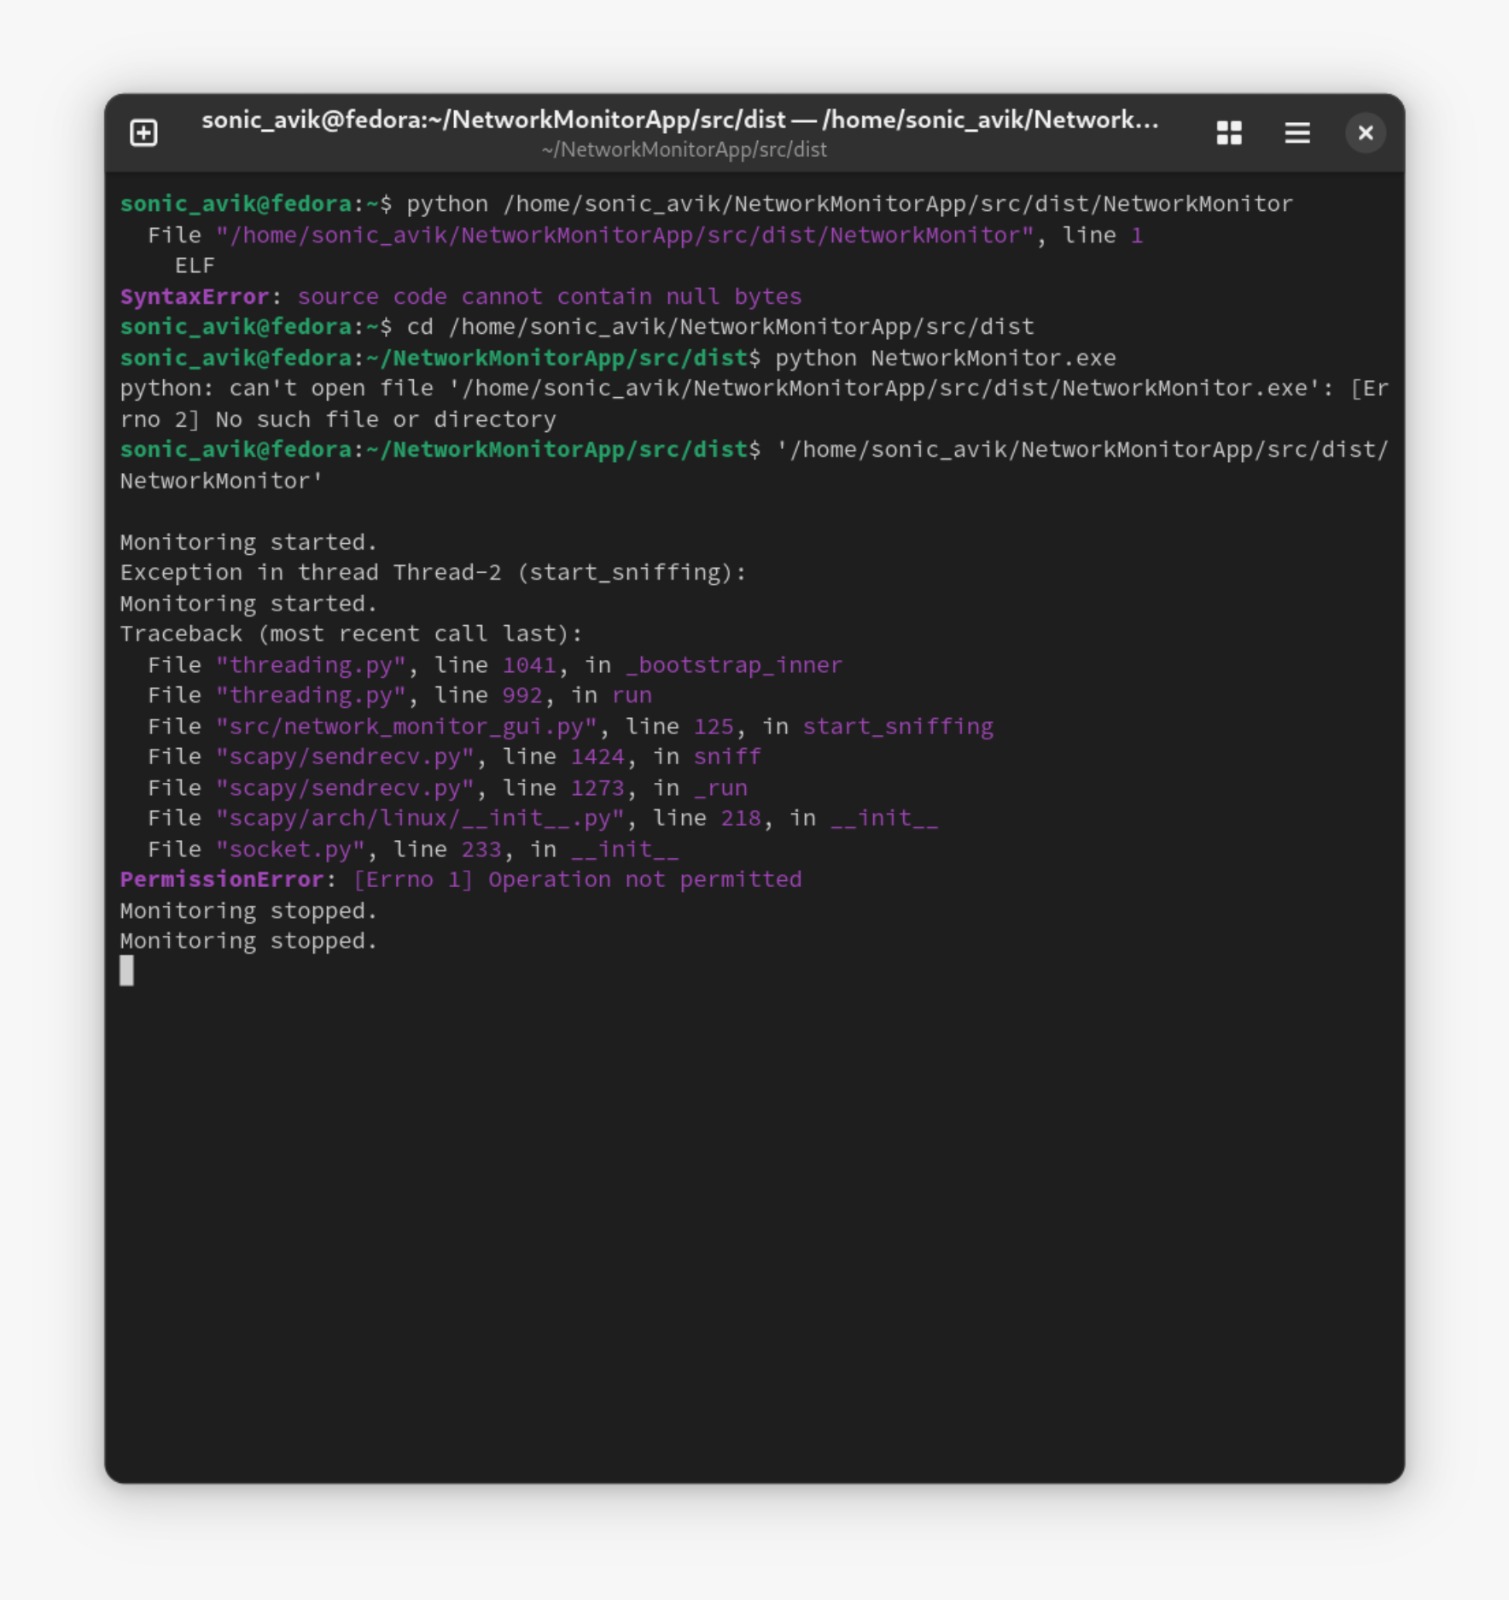 sonic_avik@fedora:~/NetworkMonitorApp/src/dist — /home/sonic_avik/Network…
~/NetworkMonitorApp/src/dist
sonic_avik@fedora:~$ python /home/sonic_avik/NetworkMonitorApp/src/dist/NetworkMonitor
  File "/home/sonic_avik/NetworkMonitorApp/src/dist/NetworkMonitor", line 1
    ELF
SyntaxError: source code cannot contain null bytes
sonic_avik@fedora:~$ cd /home/sonic_avik/NetworkMonitorApp/src/dist
sonic_avik@fedora:~/NetworkMonitorApp/src/dist$ python NetworkMonitor.exe
python: can't open file '/home/sonic_avik/NetworkMonitorApp/src/dist/NetworkMonitor.exe': [Er
rno 2] No such file or directory
sonic_avik@fedora:~/NetworkMonitorApp/src/dist$ '/home/sonic_avik/NetworkMonitorApp/src/dist/
NetworkMonitor'

Monitoring started.
Exception in thread Thread-2 (start_sniffing):
Monitoring started.
Traceback (most recent call last):
  File "threading.py", line 1041, in _bootstrap_inner
  File "threading.py", line 992, in run
  File "src/network_monitor_gui.py", line 125, in start_sniffing
  File "scapy/sendrecv.py", line 1424, in sniff
  File "scapy/sendrecv.py", line 1273, in _run
  File "scapy/arch/linux/__init__.py", line 218, in __init__
  File "socket.py", line 233, in __init__
PermissionError: [Errno 1] Operation not permitted
Monitoring stopped.
Monitoring stopped.